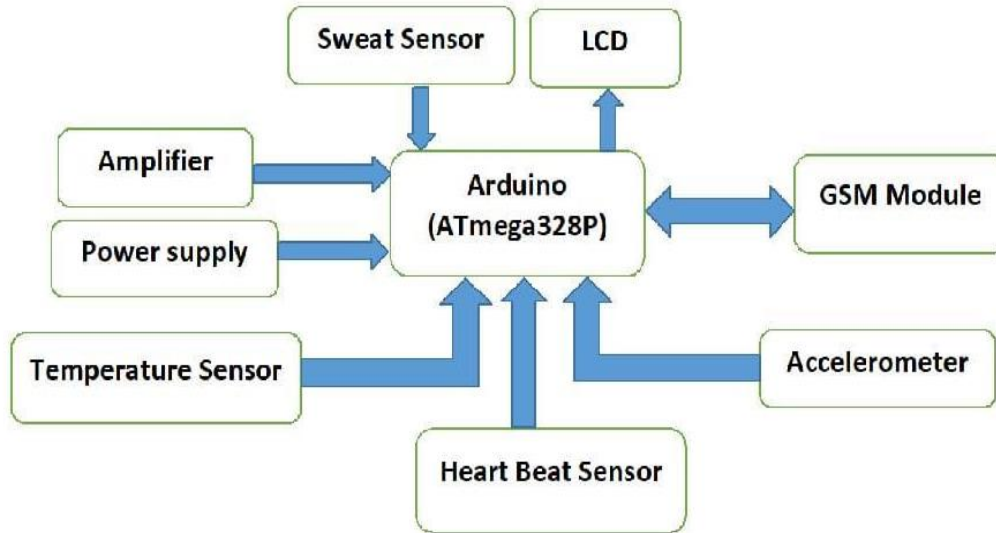 Sweat Sensor
LCD
Amplifier
Arduino
(ATmega328P)
GSM Module
Power supply
Temperature Sensor
Accelerometer
Heart Beat Sensor